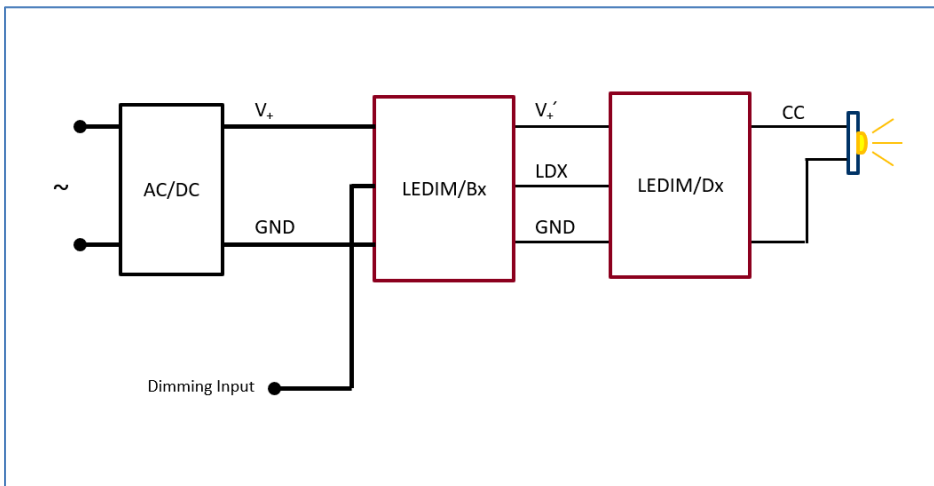 V₊
V₊´
CC
~
AC/DC
LEDIM/Bx
LDX
LEDIM/Dx
GND
GND
Dimming Input